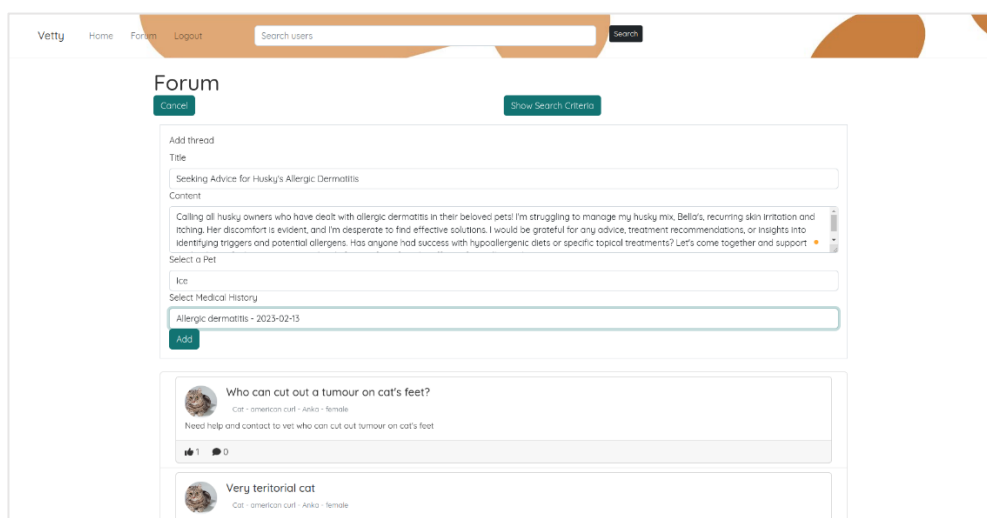 Vetty Home Forum Logout Search users Search
Forum
Cancel Show Search Criteria
Add thread
Title
Seeking Advice for Husky's Allergic Dermatitis
Content
Calling all husky owners who have dealt with allergic dermatitis in their beloved pets! I'm struggling to manage my husky mix, Bella's, recurring skin irritation and
itching. Her discomfort is evident, and I'm desperate to find effective solutions. I would be grateful for any advice, treatment recommendations, or insights into
identifying triggers and potential allergens. Has anyone had success with hypoallergenic diets or specific topical treatments? Let's come together and support
Select a Pet
Ice
Select Medical History
Allergic dermatitis - 2023-02-13
Add
Who can cut out a tumour on cat's feet?
Cat - american curl - Anka - female
Need help and contact to vet who can cut out tumour on cat's feet
1 0
Very teritorial cat
Cat - american curl - Anka - female